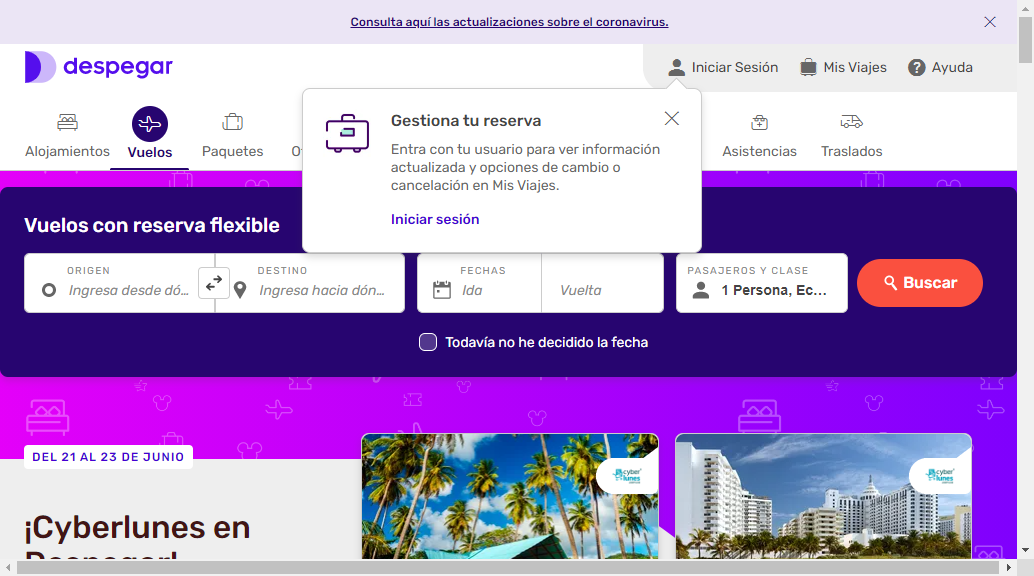 Consulta aquí las actualizaciones sobre el coronavirus.
despegar
Iniciar Sesión
Mis Viajes
Ayuda
Alojamientos
Vuelos
Paquetes
Asistencias
Traslados
Gestiona tu reserva
Entra con tu usuario para ver información
actualizada y opciones de cambio o
cancelación en Mis Viajes.
Iniciar sesión
Vuelos con reserva flexible
ORIGEN
Ingresa desde dó...
DESTINO
Ingresa hacia dón...
FECHAS
Ida
Vuelta
PASAJEROS Y CLASE
1 Persona, Ec...
Buscar
Todavía no he decidido la fecha
DEL 21 AL 23 DE JUNIO
¡Cyberlunes en
Despegar!
cyber
lunes
cyber
lunes